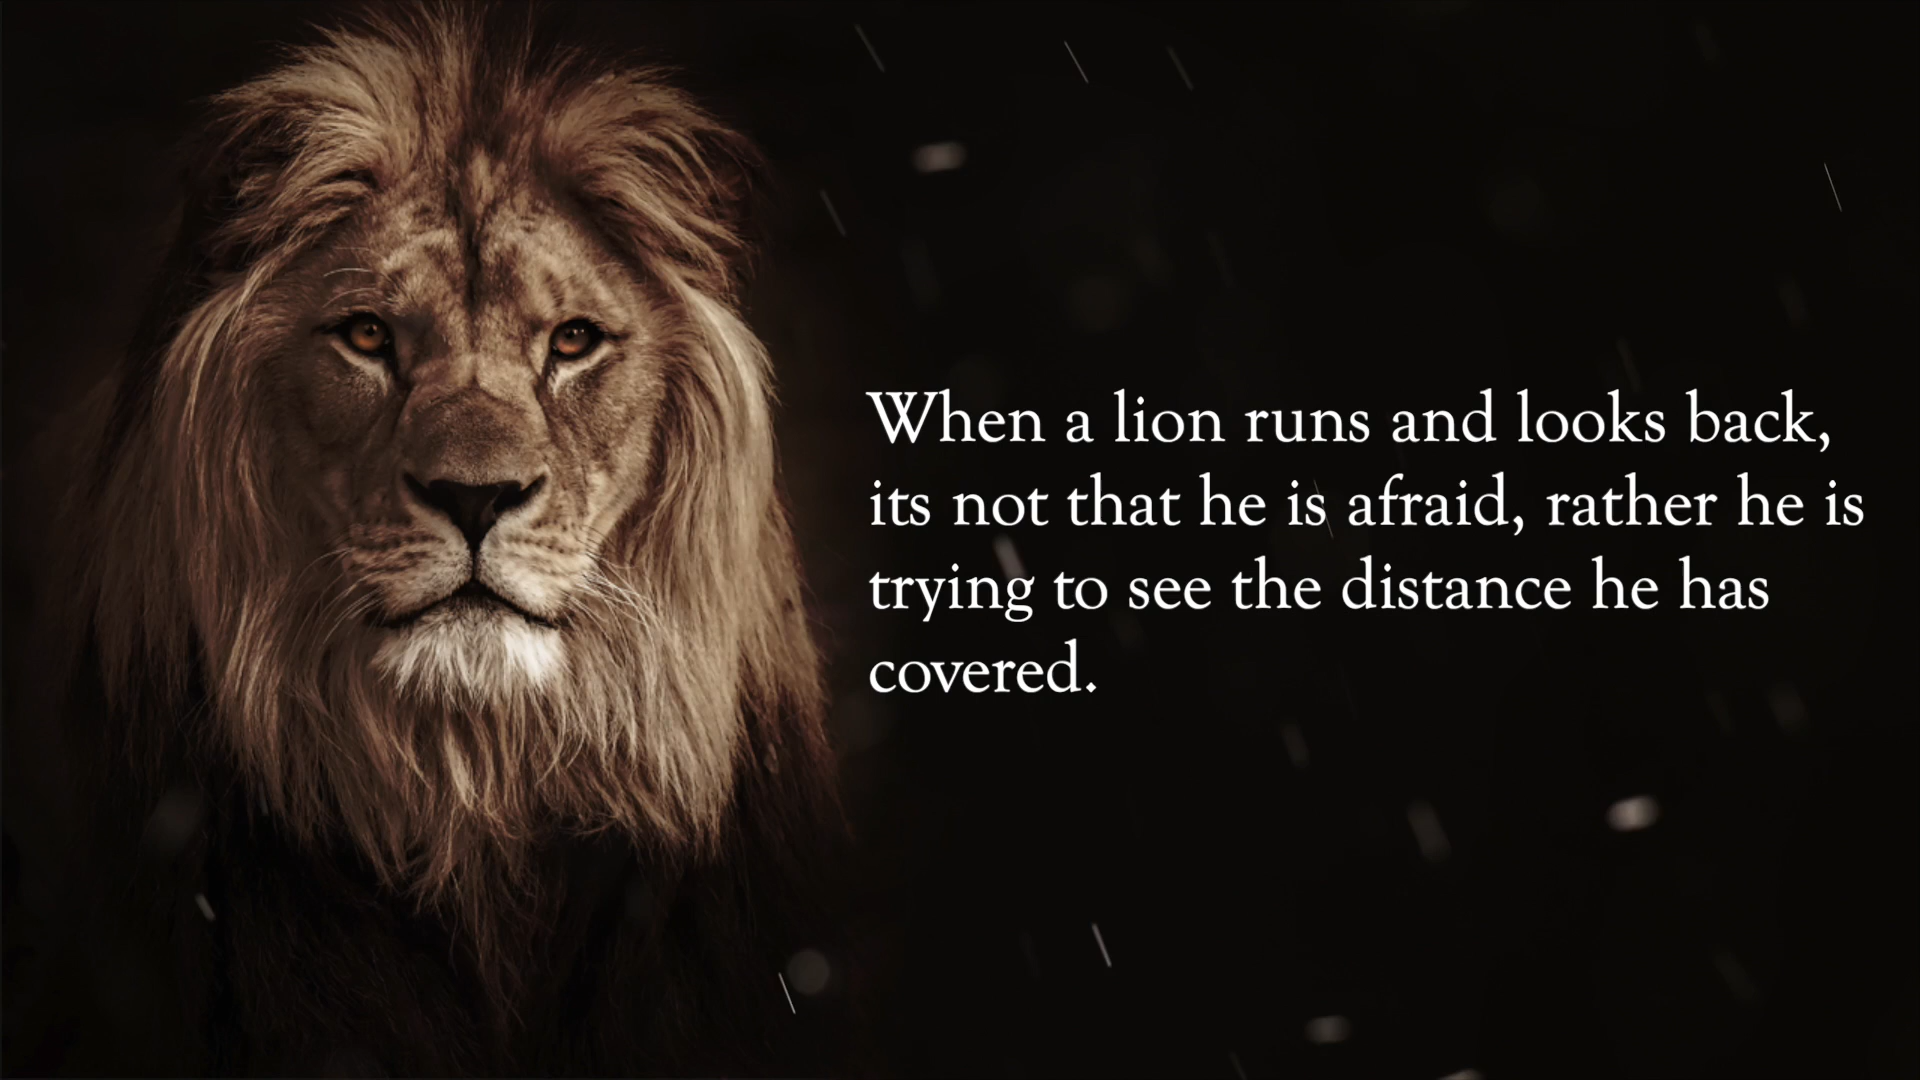 When a lion runs and looks back,
its not that he is afraid, rather he is
trying to see the distance he has
covered.